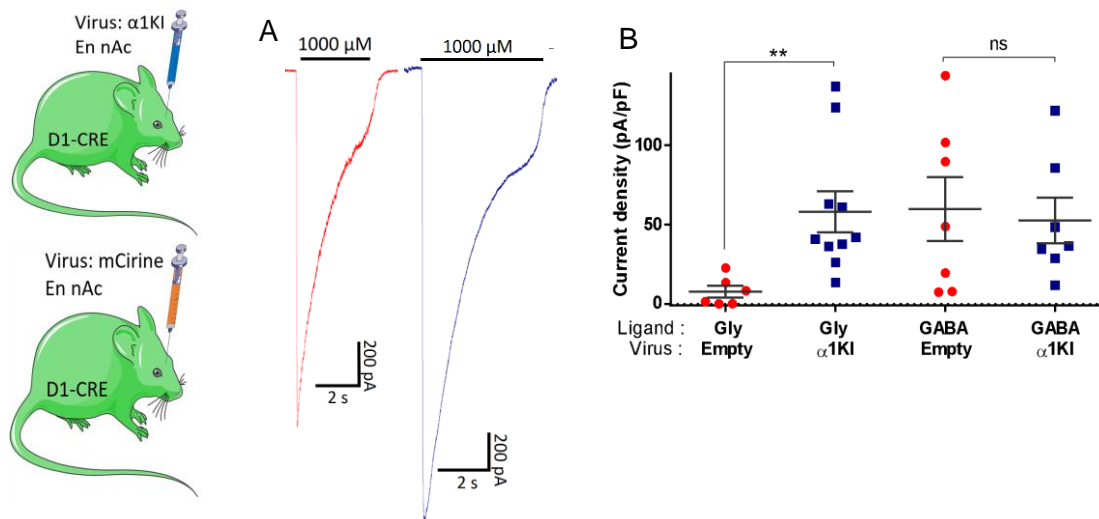 Virus: α1KI
En nAc
D1-CRE
Virus: mCirine
En nAc
D1-CRE
A
1000 µM
1000 µM
200 pA
2 s
200 pA
2 s
B
**
ns
Current density (pA/pF)
100
50
0
Ligand : Gly Gly GABA GABA
Virus : Empty α1KI Empty α1KI